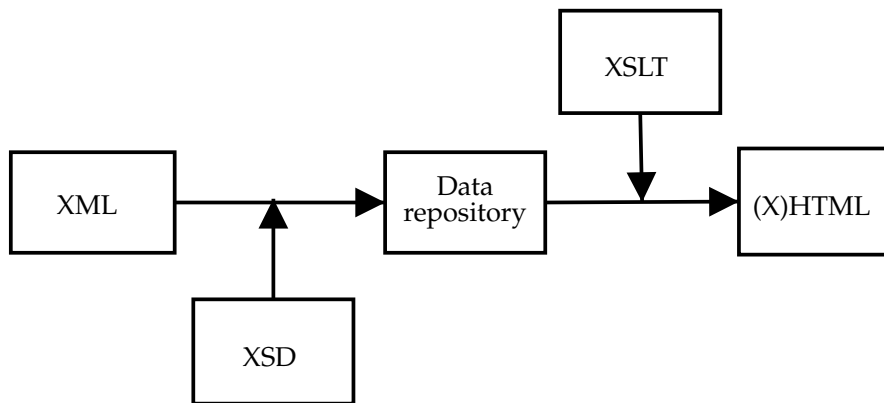 XSLT
XML
Data
repository
(X)HTML
XSD